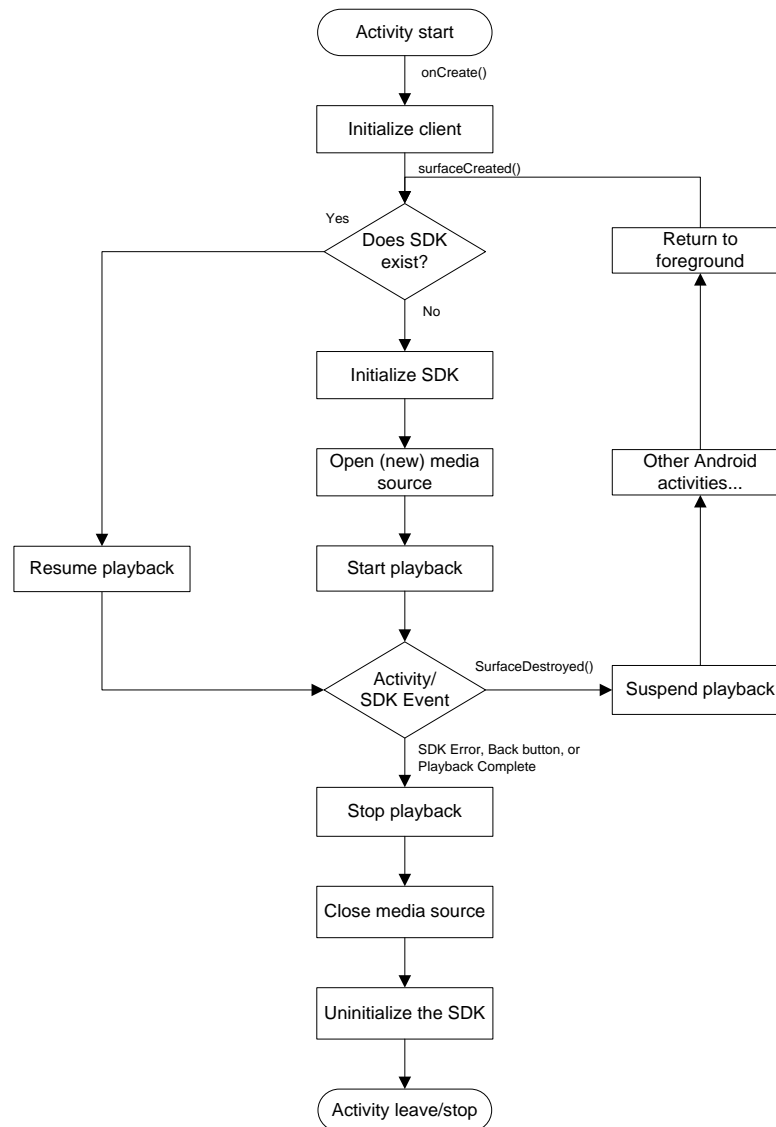 Activity start
onCreate()
Initialize client
surfaceCreated()
Yes
Does SDK
exist?
Return to
foreground
No
Initialize SDK
Open (new) media
source
Other Android
activities...
Resume playback
Start playback
SurfaceDestroyed()
Activity/
SDK Event
Suspend playback
SDK Error, Back button, or
Playback Complete
Stop playback
Close media source
Uninitialize the SDK
Activity leave/stop